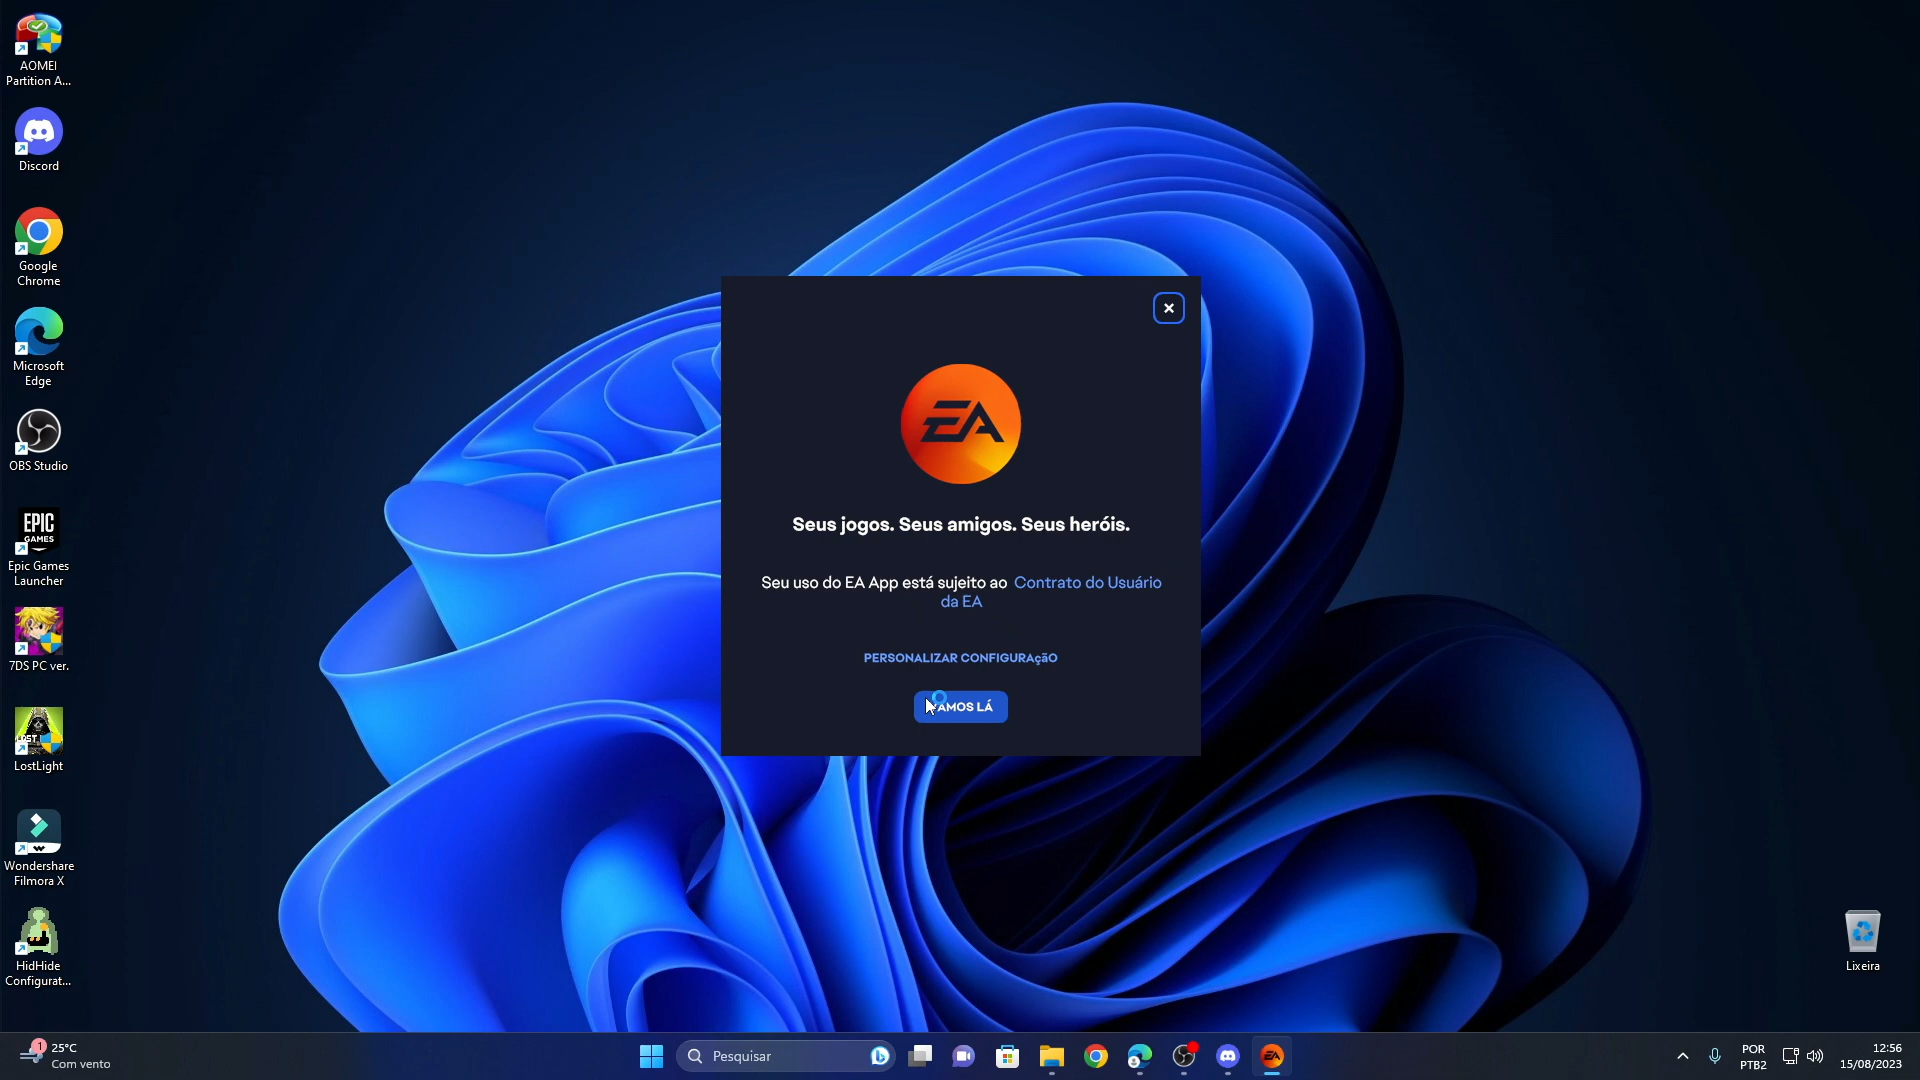 AOMEI
Partition A...
Discord
Google
Chrome
Microsoft
Edge
OBS Studio
EPIC
GAMES
Epic Games
Launcher
7DS PC ver.
LOST
LostLight
Wondershare
Filmora X
HidHide
Configurat...
EA
Seus jogos. Seus amigos. Seus heróis.
Seu uso do EA App está sujeito ao Contrato do Usuário
da EA
PERSONALIZAR CONFIGURAçãO
AMOS LÁ
Lixeira
1
25°C
Com vento
Pesquisar
EA
POR
PTB2
12:56
15/08/2023